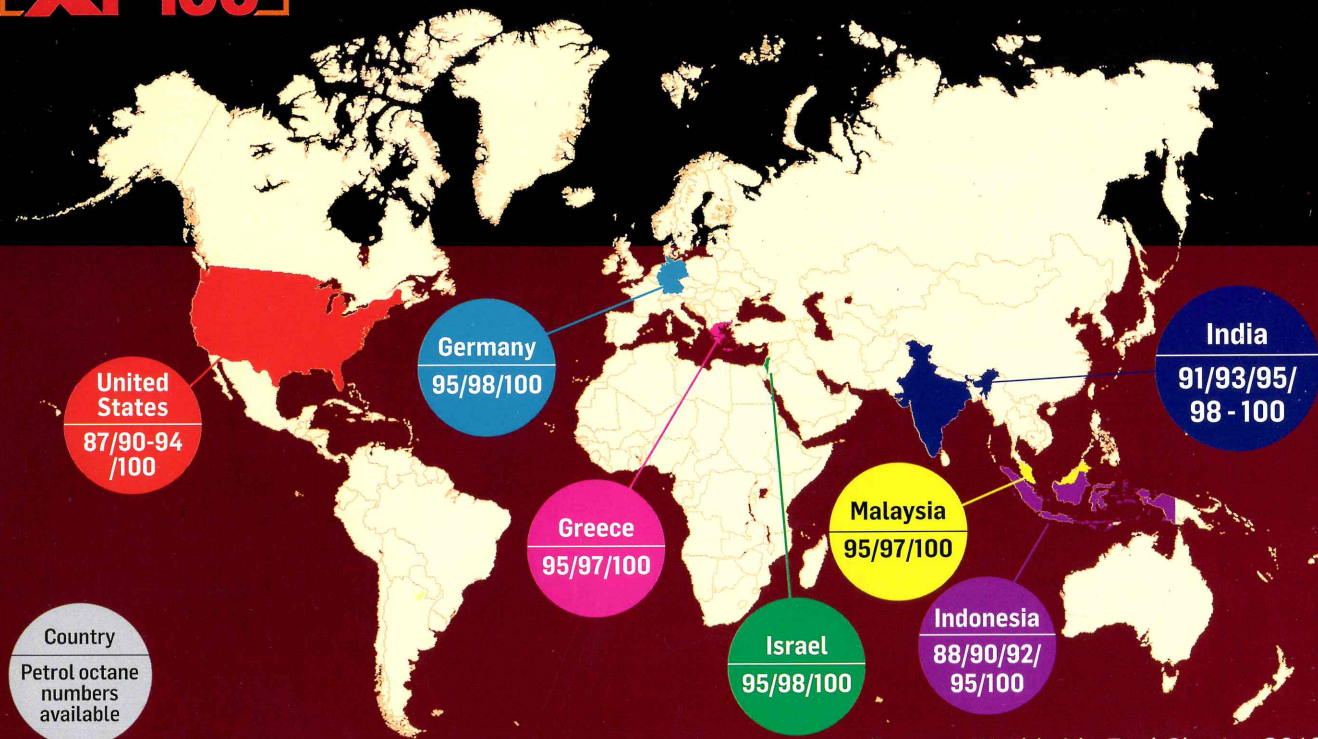 XP100
United
States
87/90-94
/100
Germany
95/98/100
India
91/93/95/
98 - 100
Greece
95/97/100
Malaysia
95/97/100
Israel
95/98/100
Indonesia
88/90/92/
95/100
Country
Petrol octane
numbers
available